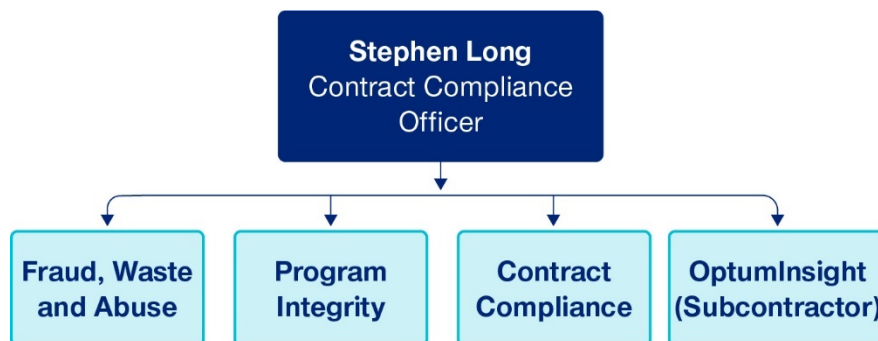 Stephen Long
Contract Compliance
Officer
Fraud, Waste
and Abuse
Program
Integrity
Contract
Compliance
OptumInsight
(Subcontractor)